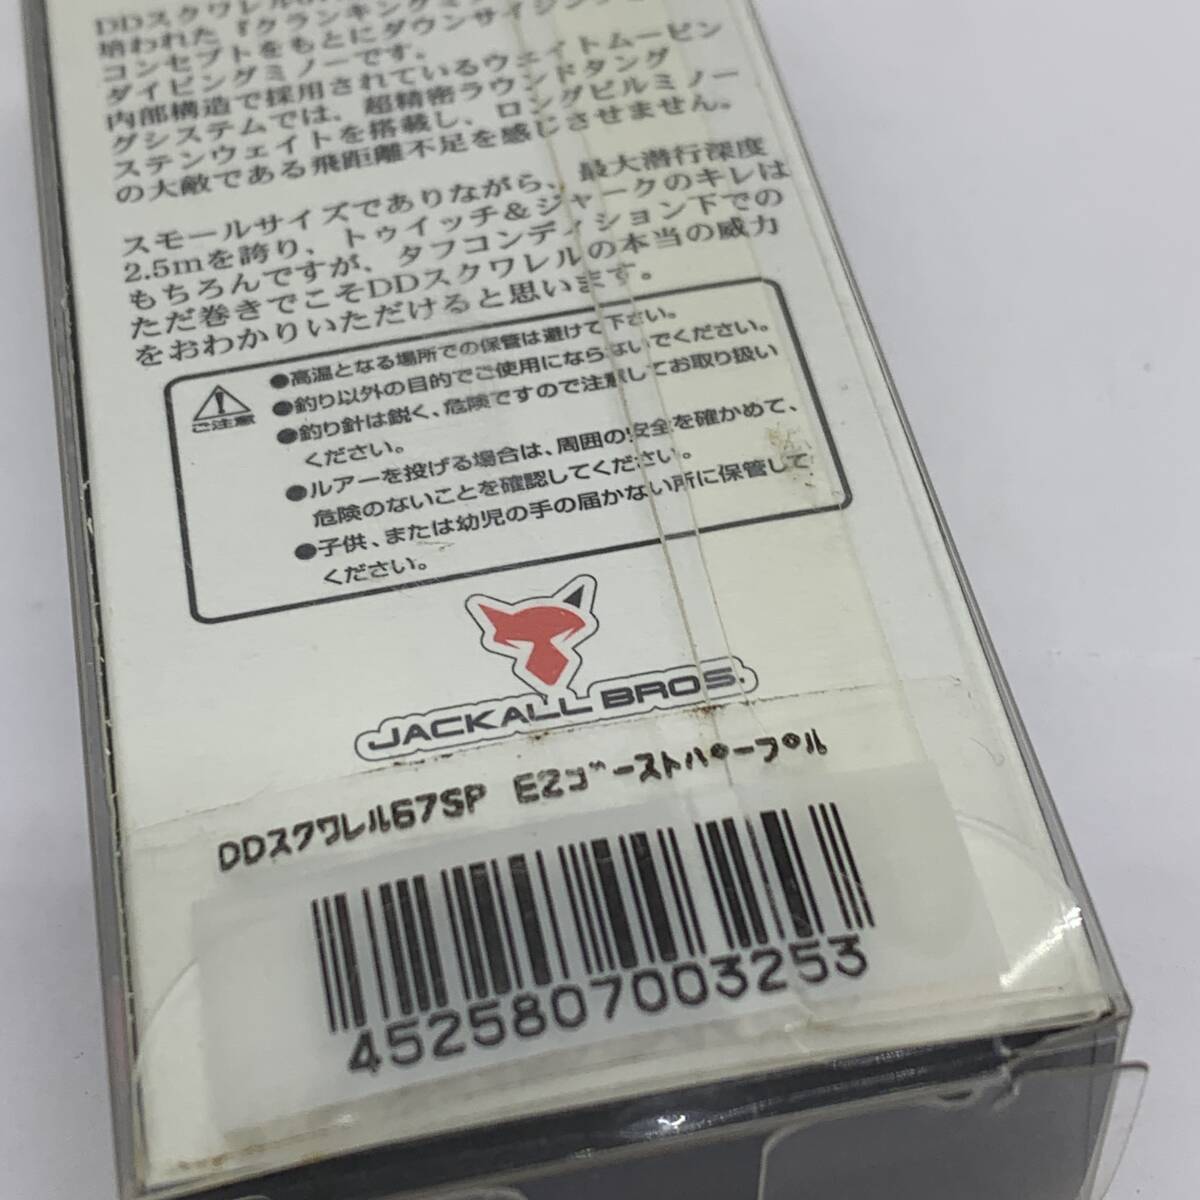 DDスクワレル
培われた『クランキングミ
コンセプトをもとにダウンサイジング
ダイビングミノーです。
内部構造で採用されているウェイトムービン
グシステムでは、超精密ラウンドタング
ステンウェイトを搭載し、ロングビルミノー
の大敵である飛距離不足を感じさせません。
スモールサイズでありながら、最大潜行深度
2.5mを誇り、トゥイッチ&ジャークのキレは
もちろんですが、タフコンディション下での
ただ巻きでこそDDスクワレルの本当の威力
をおわかりいただけると思います。
ご注意
●高温となる場所での保管は避けて下さい。
●釣り以外の目的でご使用にならないでください。
●釣り針は鋭く、危険ですので注意してお取り扱い
ください。
●ルアーを投げる場合は、周囲の安全を確かめて、
危険のないことを確認してください。
●子供、または幼児の手の届かない所に保管して
ください。
JACKALL BROS.
DDスクワレル67SP E2ゴーストパープル
4525807003253